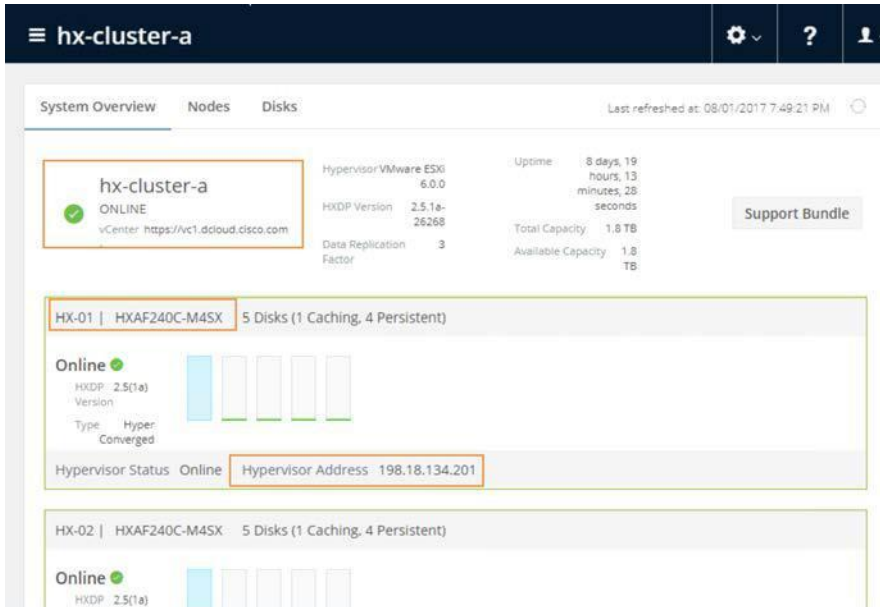 hx-cluster-a
?
System Overview Nodes Disks Last refreshed at: 08/01/2017 7:49:21 PM
hx-cluster-a
ONLINE
vCenter https://vc1.dcloud.cisco.com
Hypervisor VMware ESXi
6.0.0
HXDP Version 2.5.1a-
26268
Data Replication 3
Factor
Uptime 8 days, 19
hours, 13
minutes, 28
seconds
Total Capacity 1.8 TB
Available Capacity 1.8
TB
Support Bundle
HX-01 | HXAF240C-M4SX 5 Disks (1 Caching, 4 Persistent)
Online
HXDP 2.5(1a)
Version
Type Hyper
Converged
Hypervisor Status Online Hypervisor Address 198.18.134.201
HX-02 | HXAF240C-M4SX 5 Disks (1 Caching, 4 Persistent)
Online
HXDP 2.5(1a)